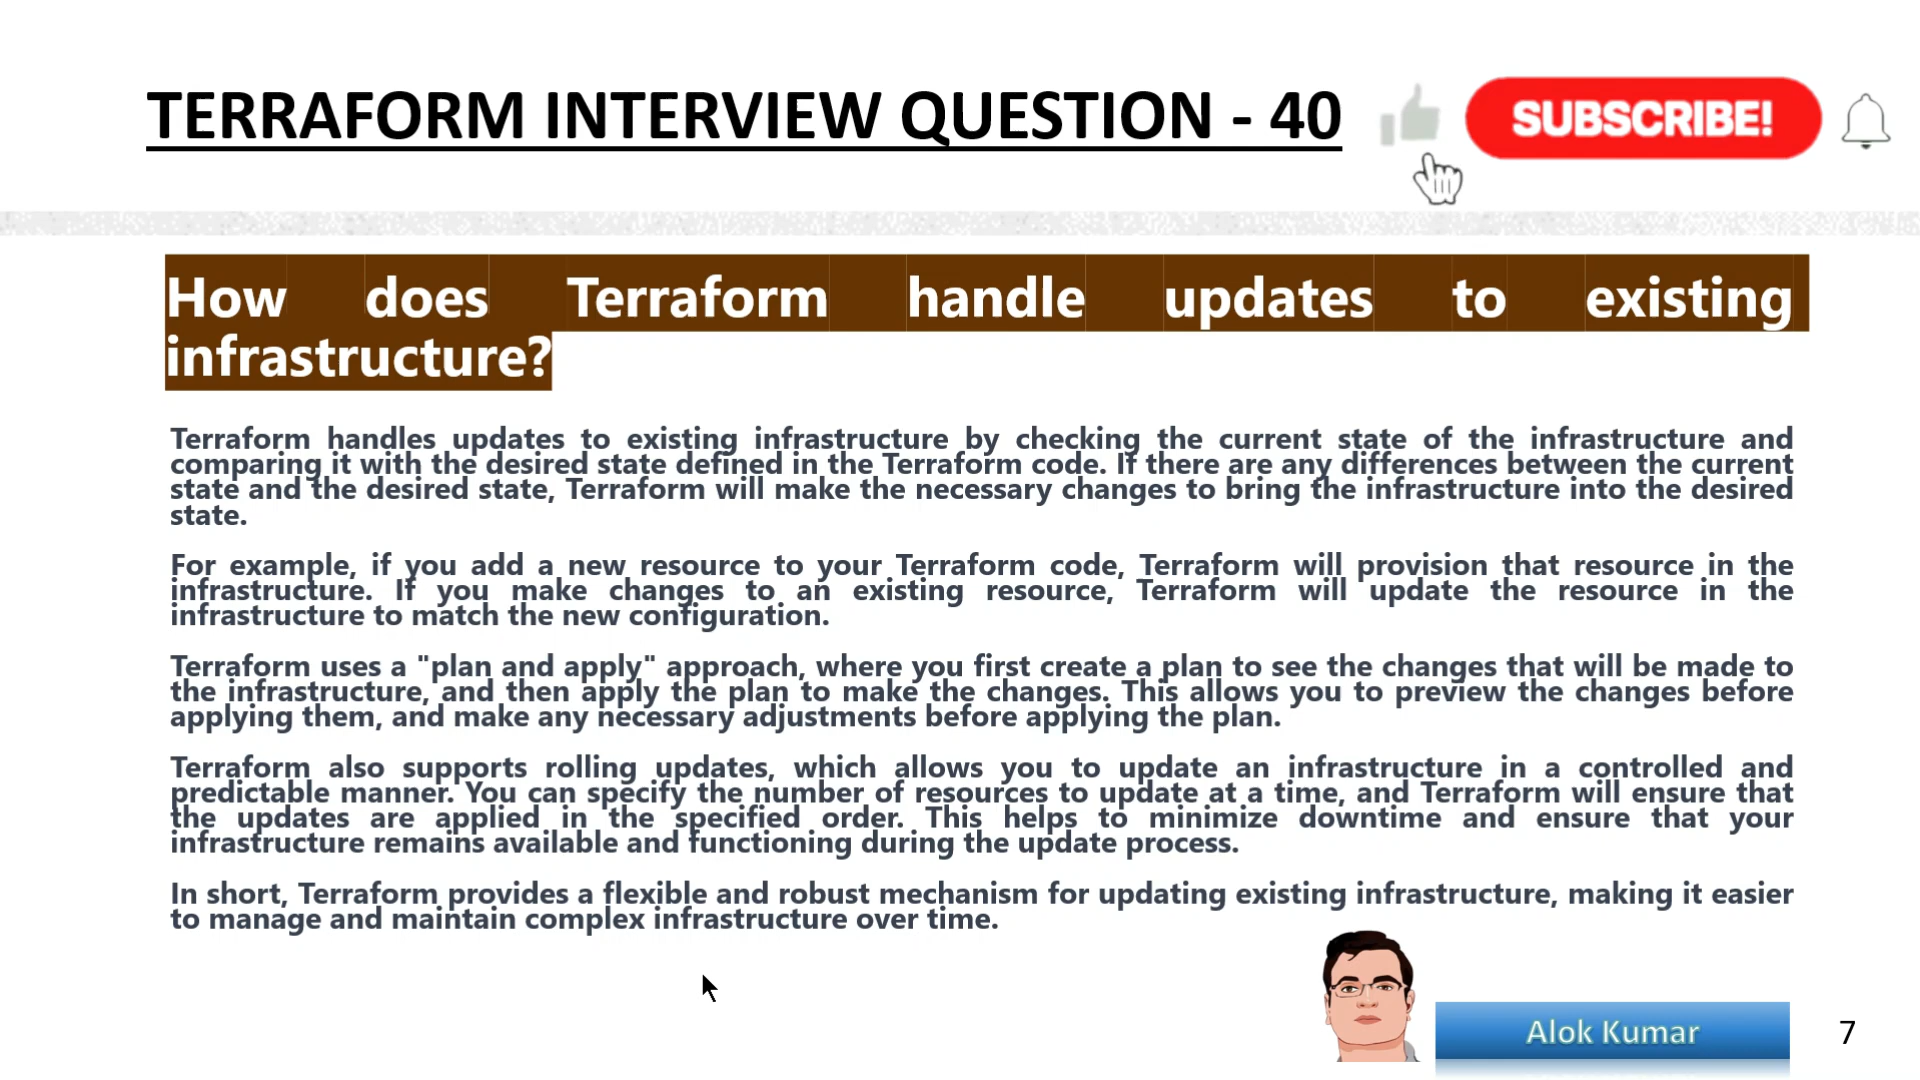 TERRAFORM INTERVIEW QUESTION - 40
SUBSCRIBE!
How does Terraform handle updates to existing
infrastructure?
Terraform handles updates to existing infrastructure by checking the current state of the infrastructure and
comparing it with the desired state defined in the Terraform code. If there are any differences between the current
state and the desired state, Terraform will make the necessary changes to bring the infrastructure into the desired
state.
For example, if you add a new resource to your Terraform code, Terraform will provision that resource in the
infrastructure. If you make changes to an existing resource, Terraform will update the resource in the
infrastructure to match the new configuration.
Terraform uses a "plan and apply" approach, where you first create a plan to see the changes that will be made to
the infrastructure, and then apply the plan to make the changes. This allows you to preview the changes before
applying them, and make any necessary adjustments before applying the plan.
Terraform also supports rolling updates, which allows you to update an infrastructure in a controlled and
predictable manner. You can specify the number of resources to update at a time, and Terraform will ensure that
the updates are applied in the specified order. This helps to minimize downtime and ensure that your
infrastructure remains available and functioning during the update process.
In short, Terraform provides a flexible and robust mechanism for updating existing infrastructure, making it easier
to manage and maintain complex infrastructure over time.
Alok Kumar
7